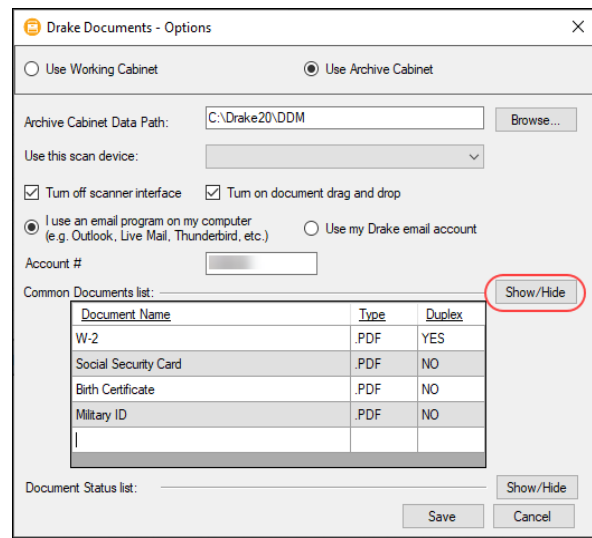 Drake Documents - Options
Use Working Cabinet
Use Archive Cabinet
Archive Cabinet Data Path:
C:\Drake20\DDM
Browse...
Use this scan device:
Turn off scanner interface
Turn on document drag and drop
I use an email program on my computer
(e.g. Outlook, Live Mail, Thunderbird, etc.)
Use my Drake email account
Account #
Common Documents list:
Show/Hide
Document Name Type Duplex
W-2 .PDF YES
Social Security Card .PDF NO
Birth Certificate .PDF NO
Military ID .PDF NO
Document Status list:
Show/Hide
Save
Cancel